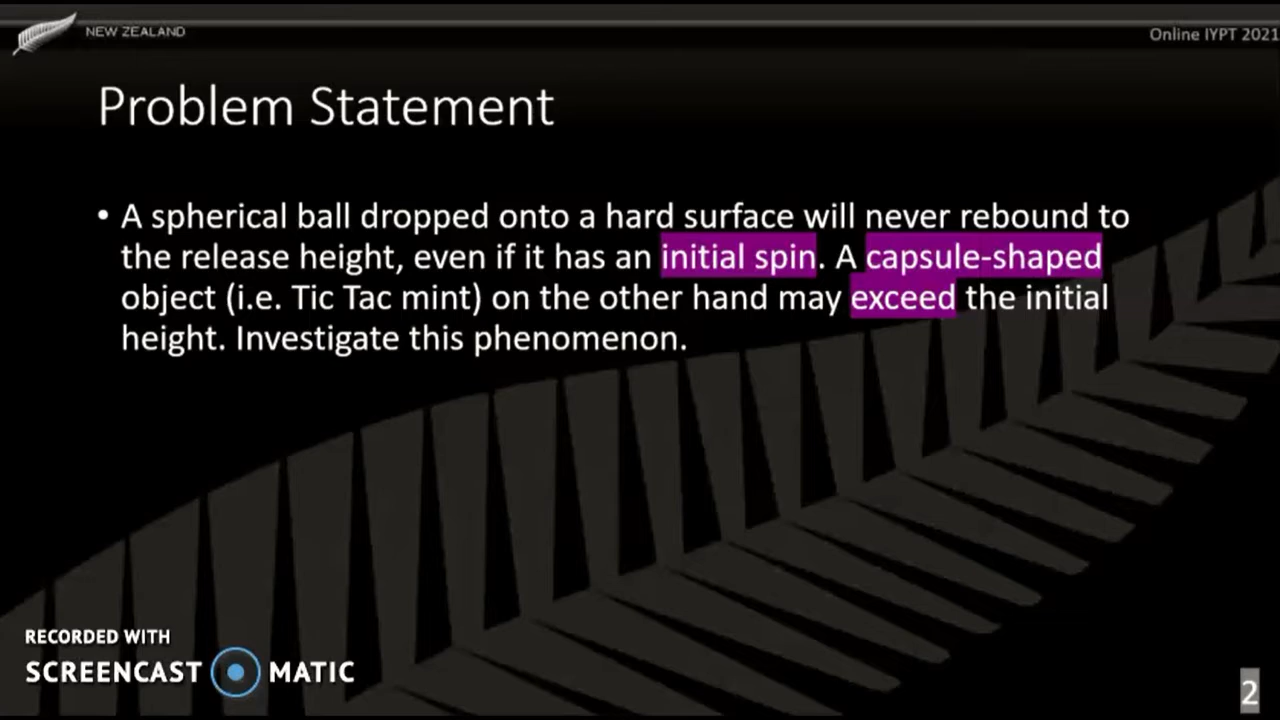 NEW ZEALAND
Online IYPT 2021
Problem Statement
• A spherical ball dropped onto a hard surface will never rebound to
the release height, even if it has an initial spin. A capsule-shaped
object (i.e. Tic Tac mint) on the other hand may exceed the initial
height. Investigate this phenomenon.
RECORDED WITH
SCREENCAST MATIC
2